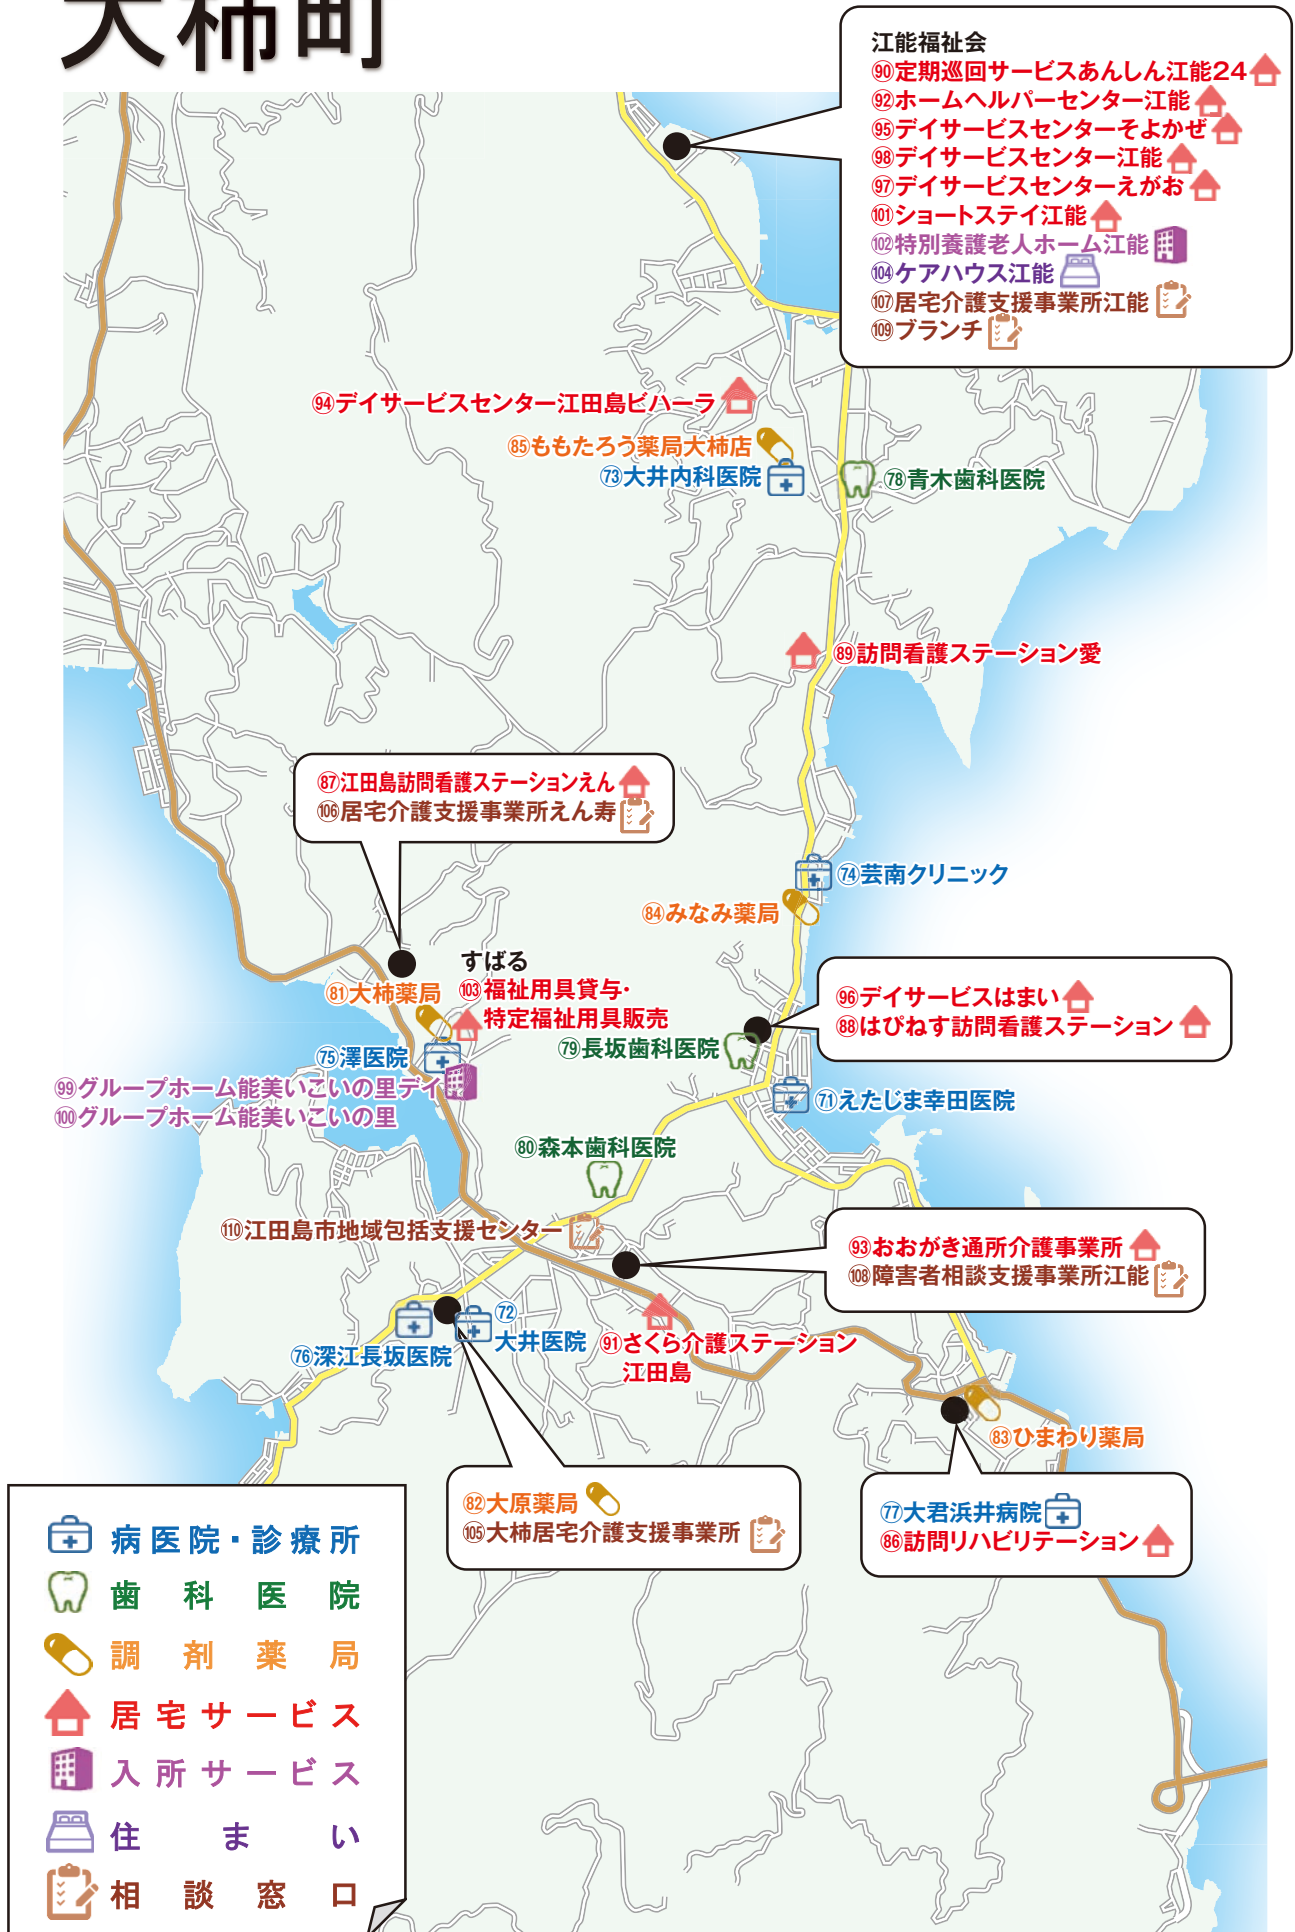 大柿町
江能福祉会
⑨⓪定期巡回サービスあんしん江能24
92ホームヘルパーセンター江能
95デイサービスセンターそよかぜ
98デイサービスセンター江能
97デイサービスセンターえがお
101ショートステイ江能
102特別養護老人ホーム江能
104ケアハウス江能
107居宅介護支援事業所江能
109ブランチ
94デイサービスセンター江田島ビハーラ
85ももたろう薬局大柿店
73大井内科医院
78青木歯科医院
89訪問看護ステーション愛
87江田島訪問看護ステーションえん
106居宅介護支援事業所えん寿
74芸南クリニック
84みなみ薬局
すばる
103福祉用具貸与・
特定福祉用具販売
81大柿薬局
96デイサービスはまい
88はぴねす訪問看護ステーション
79長坂歯科医院
75澤医院
99グループホーム能美いこいの里デイ
100グループホーム能美いこいの里
71えたじま幸田医院
80森本歯科医院
110江田島市地域包括支援センター
93おおがき通所介護事業所
108障害者相談支援事業所江能
72
大井医院
76深江長坂医院
91さくら介護ステーション
江田島
83ひまわり薬局
82大原薬局
105大柿居宅介護支援事業所
77大君浜井病院
86訪問リハビリテーション
病医院・診療所
歯科医院
調剤薬局
居宅サービス
入所サービス
住まい
相談窓口